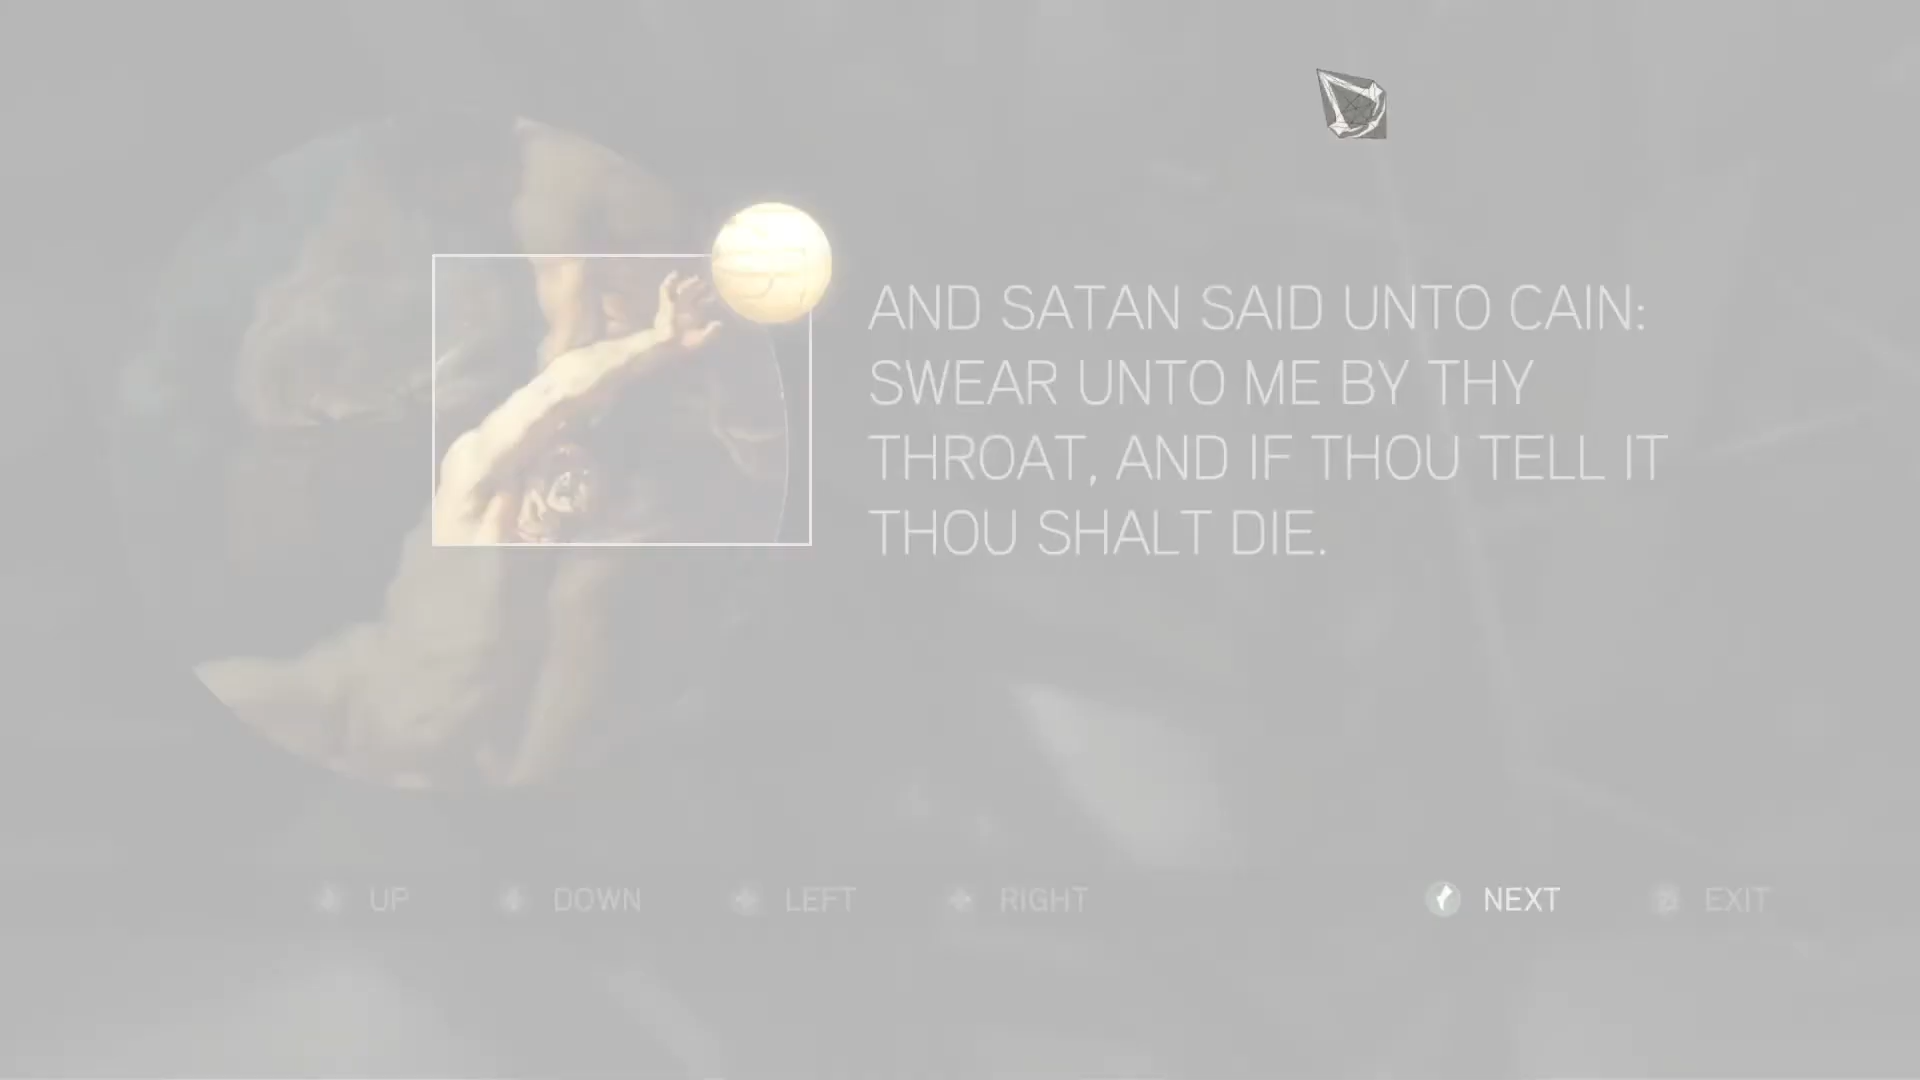 AND SATAN SAID UNTO CAIN:
SWEAR UNTO ME BY THY
THROAT, AND IF THOU TELL IT
THOU SHALT DIE.
UP DOWN LEFT RIGHT NEXT EXIT